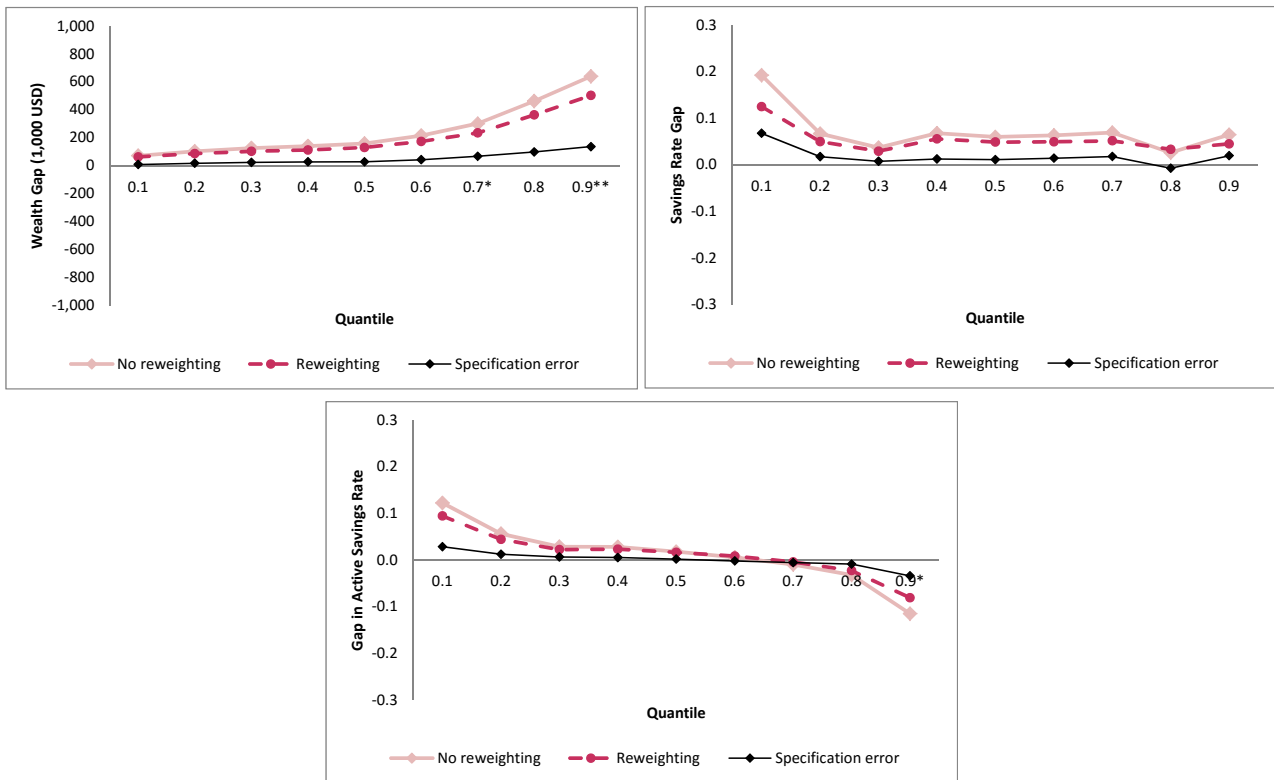 1,000
800
600
400
200
0
-200
-400
-600
-800
-1,000
Wealth Gap (1,000 USD)
0.1 0.2 0.3 0.4 0.5 0.6 0.7* 0.8 0.9**
Quantile
No reweighting Reweighting Specification error
0.3
0.2
0.1
0.0
-0.1
-0.2
-0.3
Savings Rate Gap
0.1 0.2 0.3 0.4 0.5 0.6 0.7 0.8 0.9
Quantile
No reweighting Reweighting Specification error
0.3
0.2
0.1
0.0
-0.1
-0.2
-0.3
Gap in Active Savings Rate
0.1 0.2 0.3 0.4 0.5 0.6 0.7 0.8 0.9*
Quantile
No reweighting Reweighting Specification error